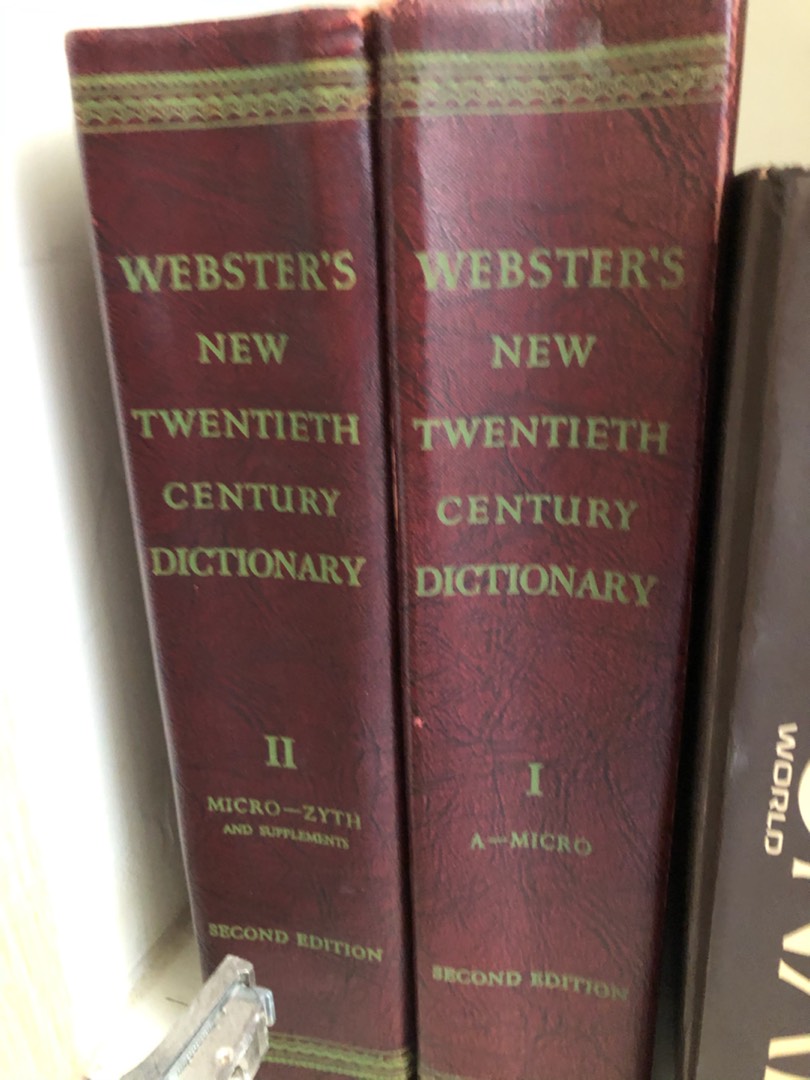 WEBSTER'S
NEW
TWENTIETH
CENTURY
DICTIONARY
II
MICRO—ZYTH
AND SUPPLEMENTS
SECOND EDITION
WEBSTER'S
NEW
TWENTIETH
CENTURY
DICTIONARY
I
A—MICRO
SECOND EDITION
WORLD